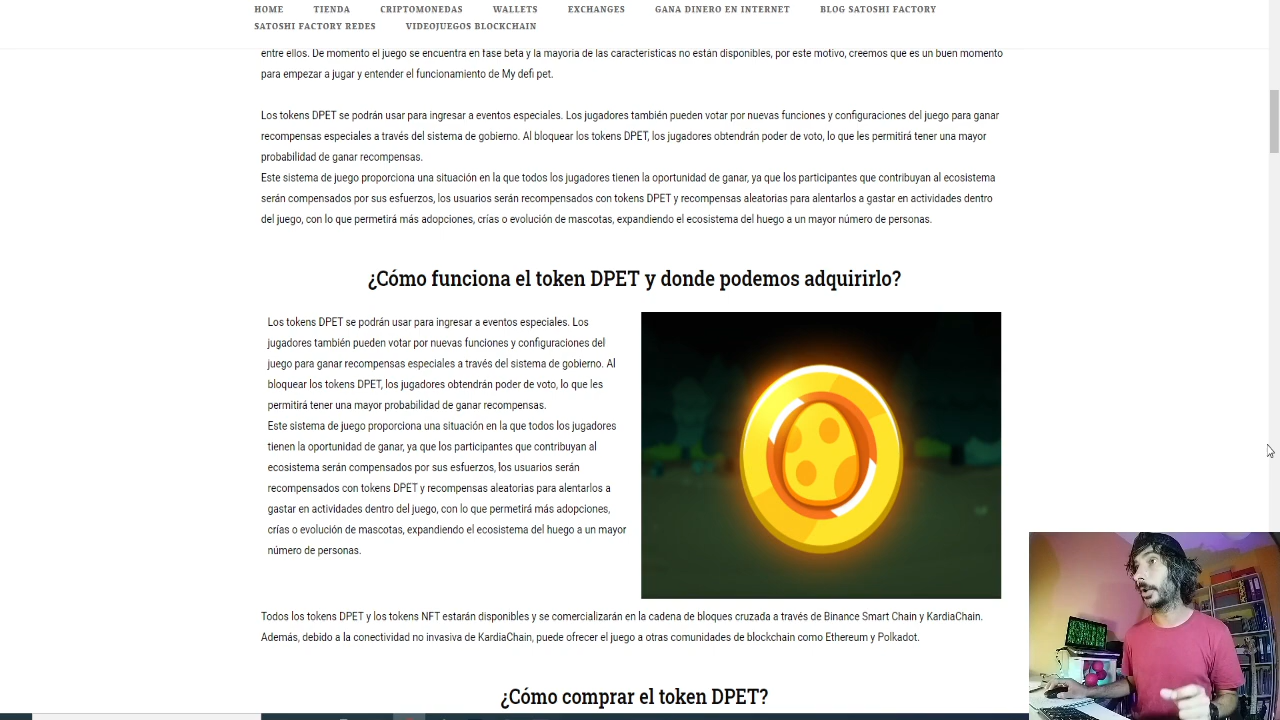 HOME TIENDA CRIPTOMONEDAS WALLETS EXCHANGES GANA DINERO EN INTERNET BLOG SATOSHI FACTORY
SATOSHI FACTORY REDES VIDEOJUEGOS BLOCKCHAIN
entre ellos. De momento el juego se encuentra en fase beta y la mayoría de las características no están disponibles, por este motivo, creemos que es un buen momento
para empezar a jugar y entender el funcionamiento de My defi pet.
Los tokens DPET se podrán usar para ingresar a eventos especiales. Los jugadores también pueden votar por nuevas funciones y configuraciones del juego para ganar
recompensas especiales a través del sistema de gobierno. Al bloquear los tokens DPET, los jugadores obtendrán poder de voto, lo que les permitirá tener una mayor
probabilidad de ganar recompensas.
Este sistema de juego proporciona una situación en la que todos los jugadores tienen la oportunidad de ganar, ya que los participantes que contribuyan al ecosistema
serán compensados por sus esfuerzos, los usuarios serán recompensados con tokens DPET y recompensas aleatorias para alentarlos a gastar en actividades dentro
del juego, con lo que permetirá más adopciones, crías o evolución de mascotas, expandiendo el ecosistema del huego a un mayor número de personas.
¿Cómo funciona el token DPET y donde podemos adquirirlo?
Los tokens DPET se podrán usar para ingresar a eventos especiales. Los
jugadores también pueden votar por nuevas funciones y configuraciones del
juego para ganar recompensas especiales a través del sistema de gobierno. Al
bloquear los tokens DPET, los jugadores obtendrán poder de voto, lo que les
permitirá tener una mayor probabilidad de ganar recompensas.
Este sistema de juego proporciona una situación en la que todos los jugadores
tienen la oportunidad de ganar, ya que los participantes que contribuyan al
ecosistema serán compensados por sus esfuerzos, los usuarios serán
recompensados con tokens DPET y recompensas aleatorias para alentarlos a
gastar en actividades dentro del juego, con lo que permetirá más adopciones,
crías o evolución de mascotas, expandiendo el ecosistema del huego a un mayor
número de personas.
Todos los tokens DPET y los tokens NFT estarán disponibles y se comercializarán en la cadena de bloques cruzada a través de Binance Smart Chain y KardiaChain.
Además, debido a la conectividad no invasiva de KardiaChain, puede ofrecer el juego a otras comunidades de blockchain como Ethereum y Polkadot.
¿Cómo comprar el token DPET?